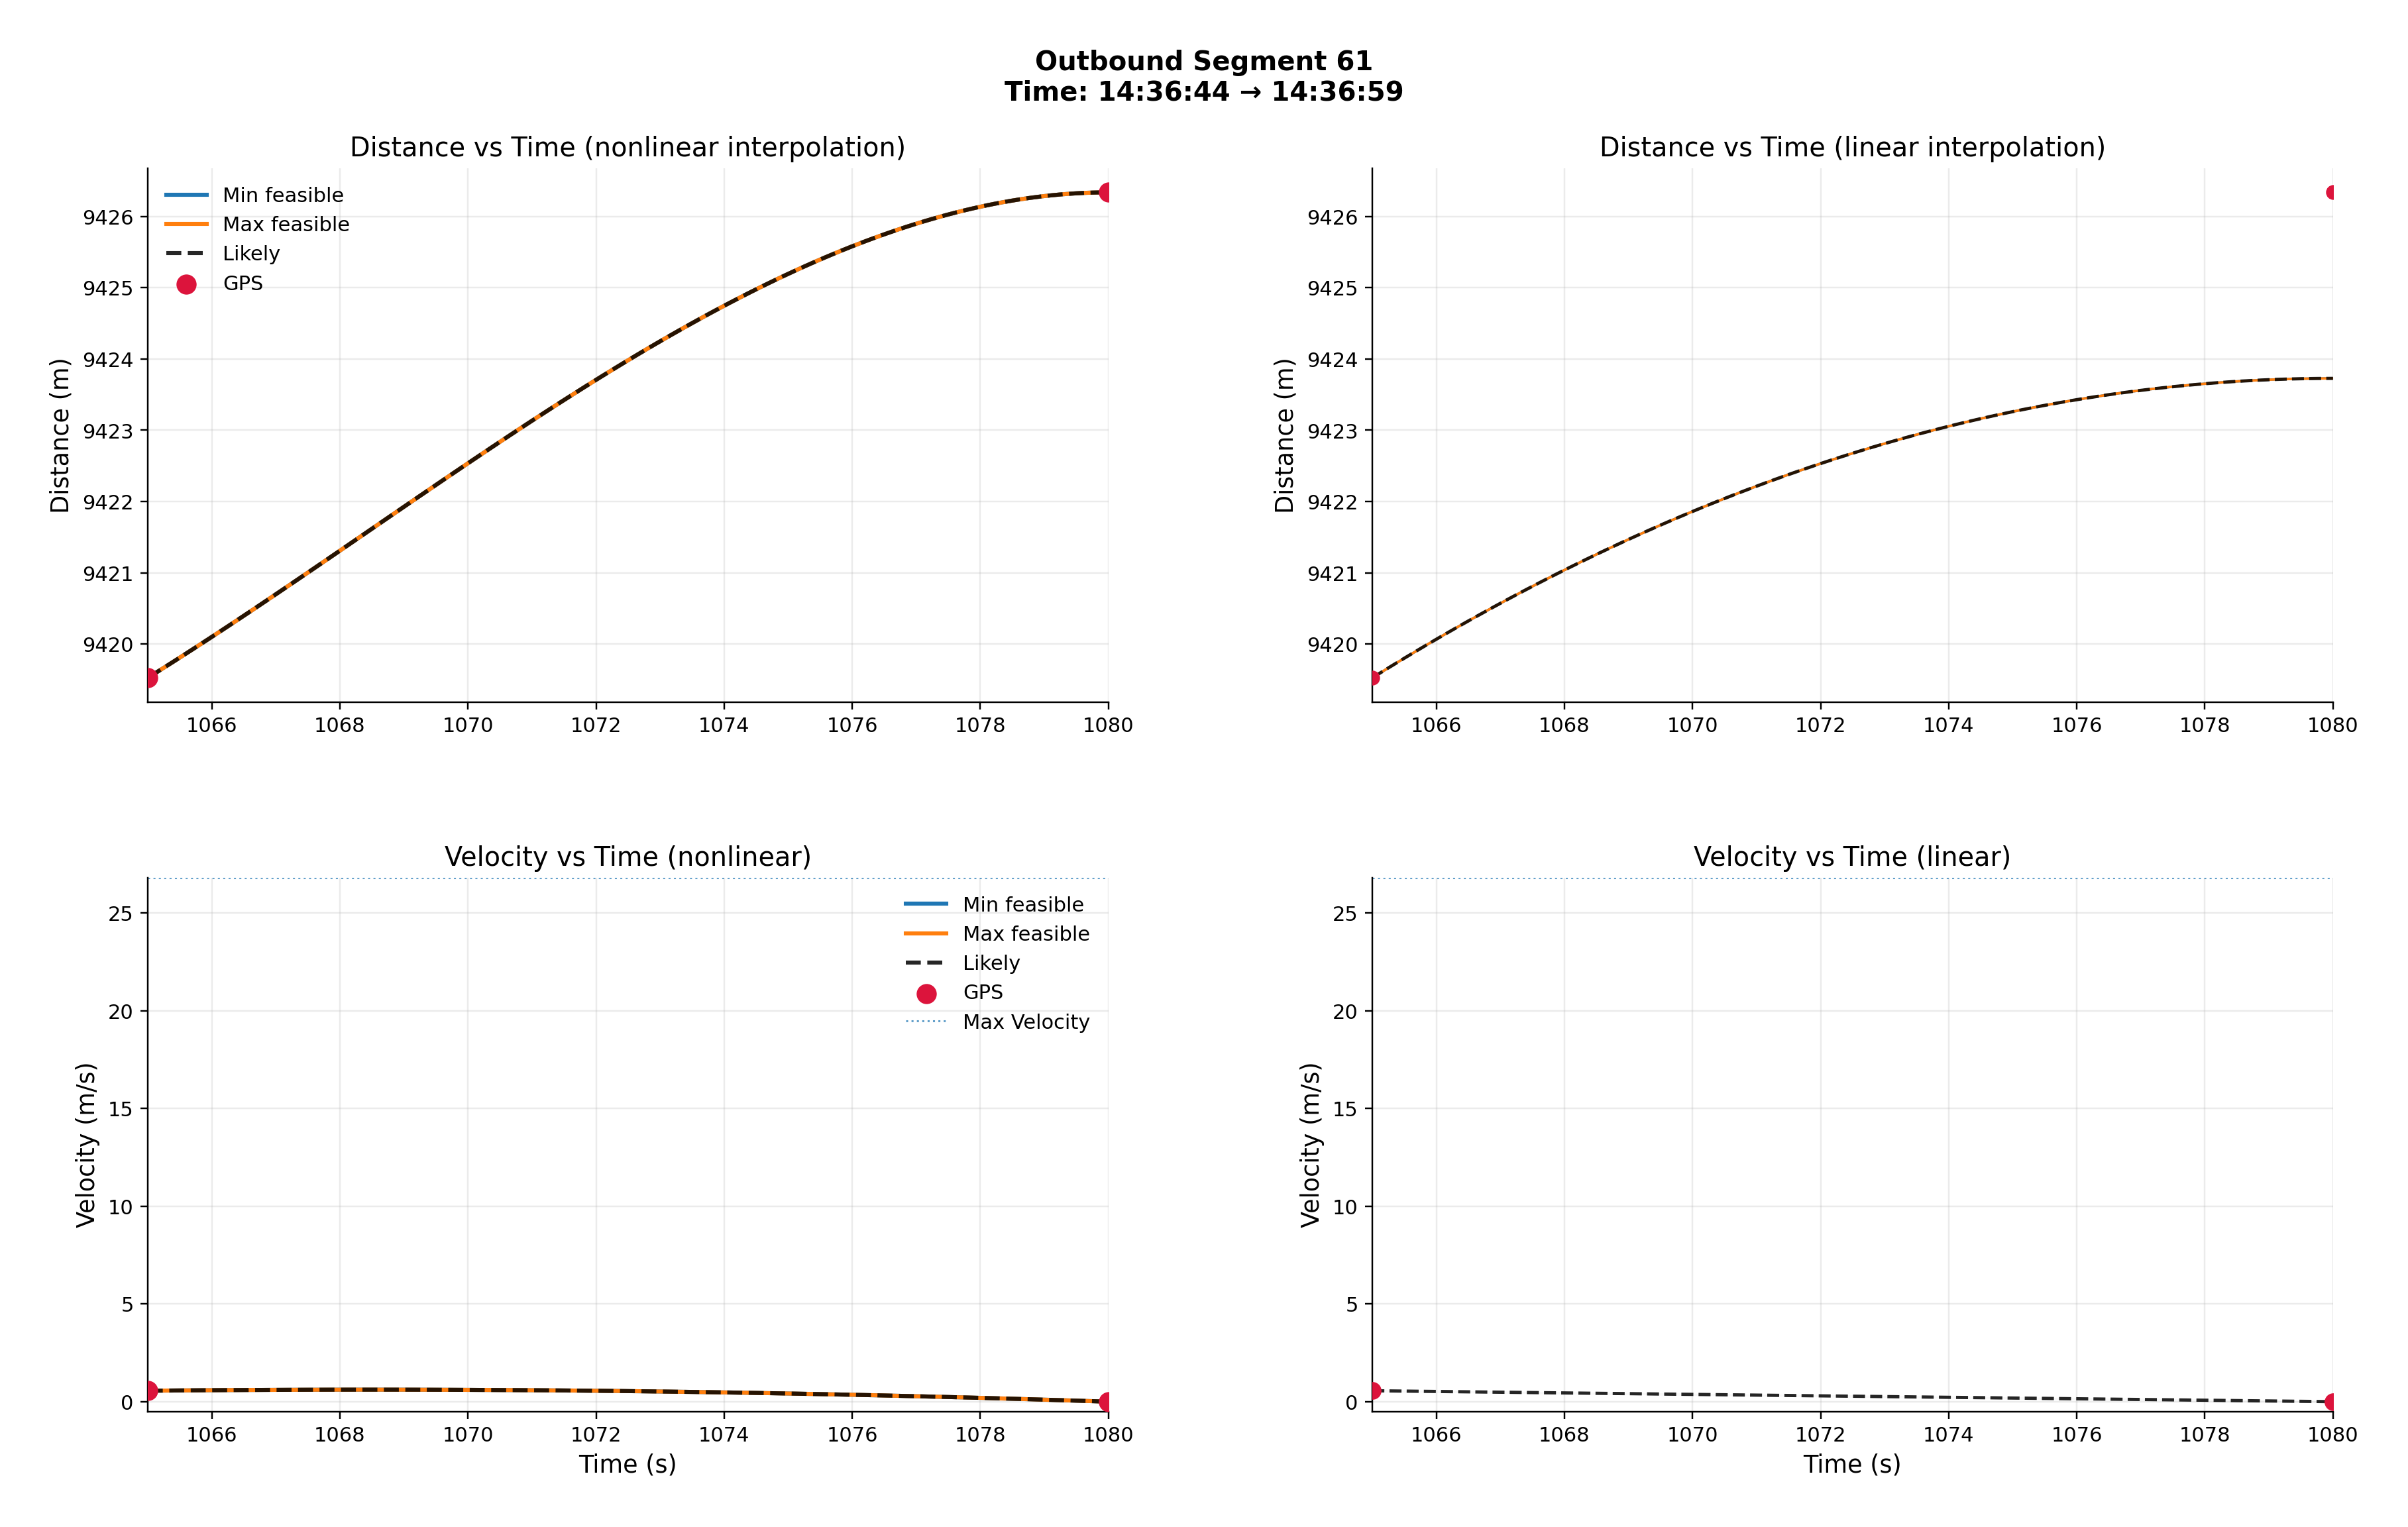 Outbound Segment 61
Time: 14:36:44 → 14:36:59
Distance vs Time (nonlinear interpolation)
Distance (m)
9426
9425
9424
9423
9422
9421
9420
Min feasible
Max feasible
Likely
GPS
1066 1068 1070 1072 1074 1076 1078 1080
Distance vs Time (linear interpolation)
Distance (m)
9426
9425
9424
9423
9422
9421
9420
1066 1068 1070 1072 1074 1076 1078 1080
Velocity vs Time (nonlinear)
Velocity (m/s)
25
20
15
10
5
0
Min feasible
Max feasible
Likely
GPS
Max Velocity
1066 1068 1070 1072 1074 1076 1078 1080
Time (s)
Velocity vs Time (linear)
Velocity (m/s)
25
20
15
10
5
0
1066 1068 1070 1072 1074 1076 1078 1080
Time (s)